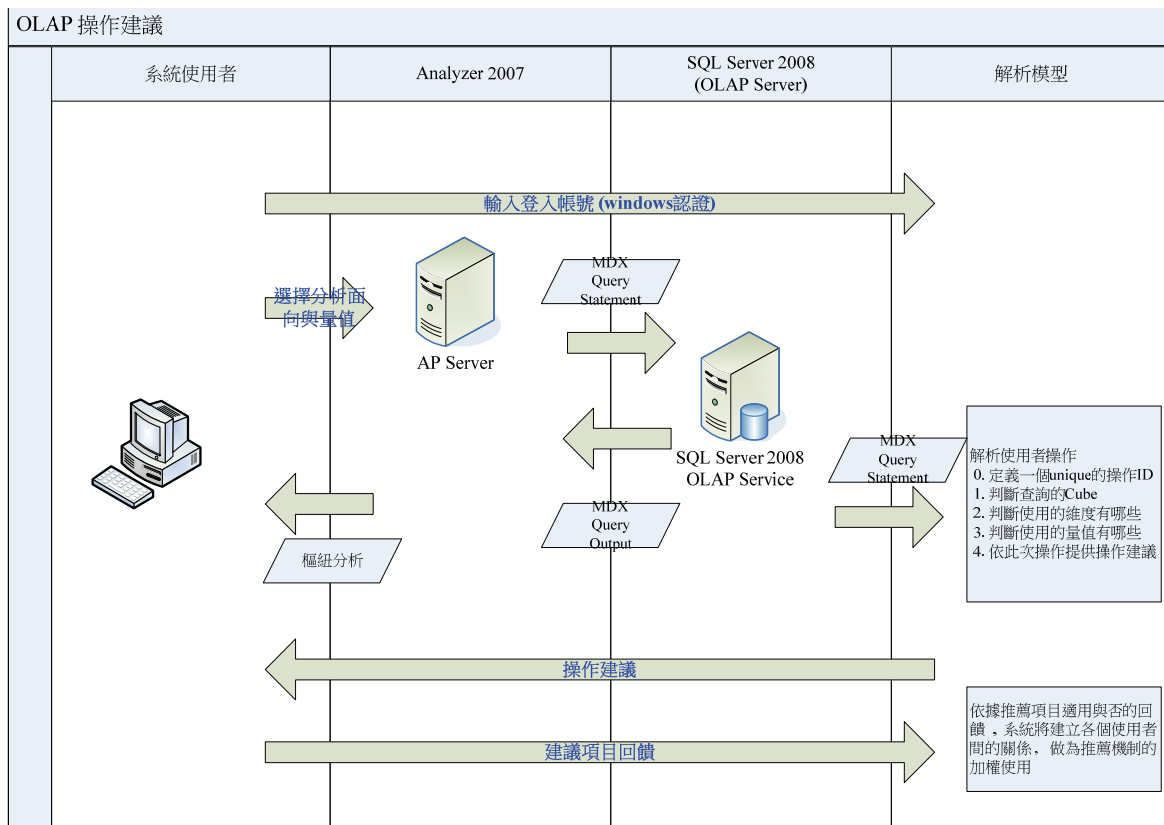 OLAP 操作建議
系統使用者
Analyzer 2007
SQL Server 2008
(OLAP Server)
解析模型
輸入登入帳號 (windows認證)
選擇分析面
向與量值
AP Server
MDX
Query
Statement
SQL Server 2008
OLAP Service
MDX
Query
Statement
解析使用者操作
0. 定義一個unique的操作ID
1. 判斷查詢的Cube
2. 判斷使用的維度有哪些
3. 判斷使用的量值有哪些
4. 依此次操作提供操作建議
MDX
Query
Output
樞紐分析
操作建議
建議項目回饋
依據推薦項目適用與否的回
饋，系統將建立各個使用者
間的關係，做為推薦機制的
加權使用